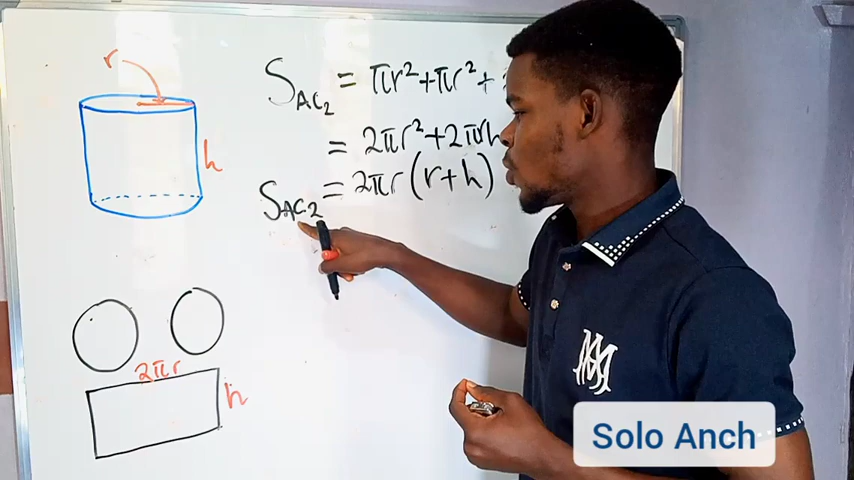 r
h
S_AC2 = πr²+πr²+
= 2πr²+2πrh
S_AC2 = 2πr(r+h)
2πr
h
Solo Anch